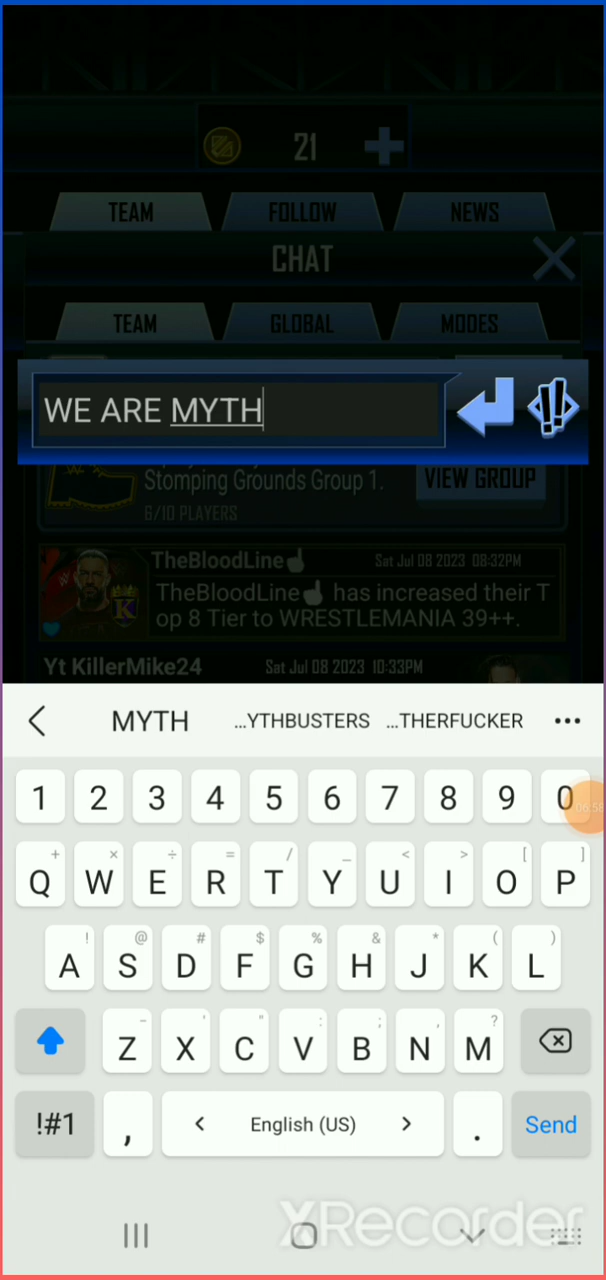 21
TEAM FOLLOW NEWS
CHAT
TEAM GLOBAL MODES
WE ARE MYTH
Stomping Grounds Group 1.
VIEW GROUP
6/10 PLAYERS
TheBloodLine☝ Sat Jul 08 2023 08:32PM
TheBloodLine☝ has increased their T
op 8 Tier to WRESTLEMANIA 39++.
Yt KillerMike24 Sat Jul 08 2023 10:33PM
MYTH ...YTHBUSTERS ...THERFUCKER
1 2 3 4 5 6 7 8 9 0
06:58
+ × ÷ = / _ < > [ ]
Q W E R T Y U I O P
! @ # $ % & * ( )
A S D F G H J K L
- ' " : ; , ?
Z X C V B N M
!#1 , < English (US) > . Send
XRecorder